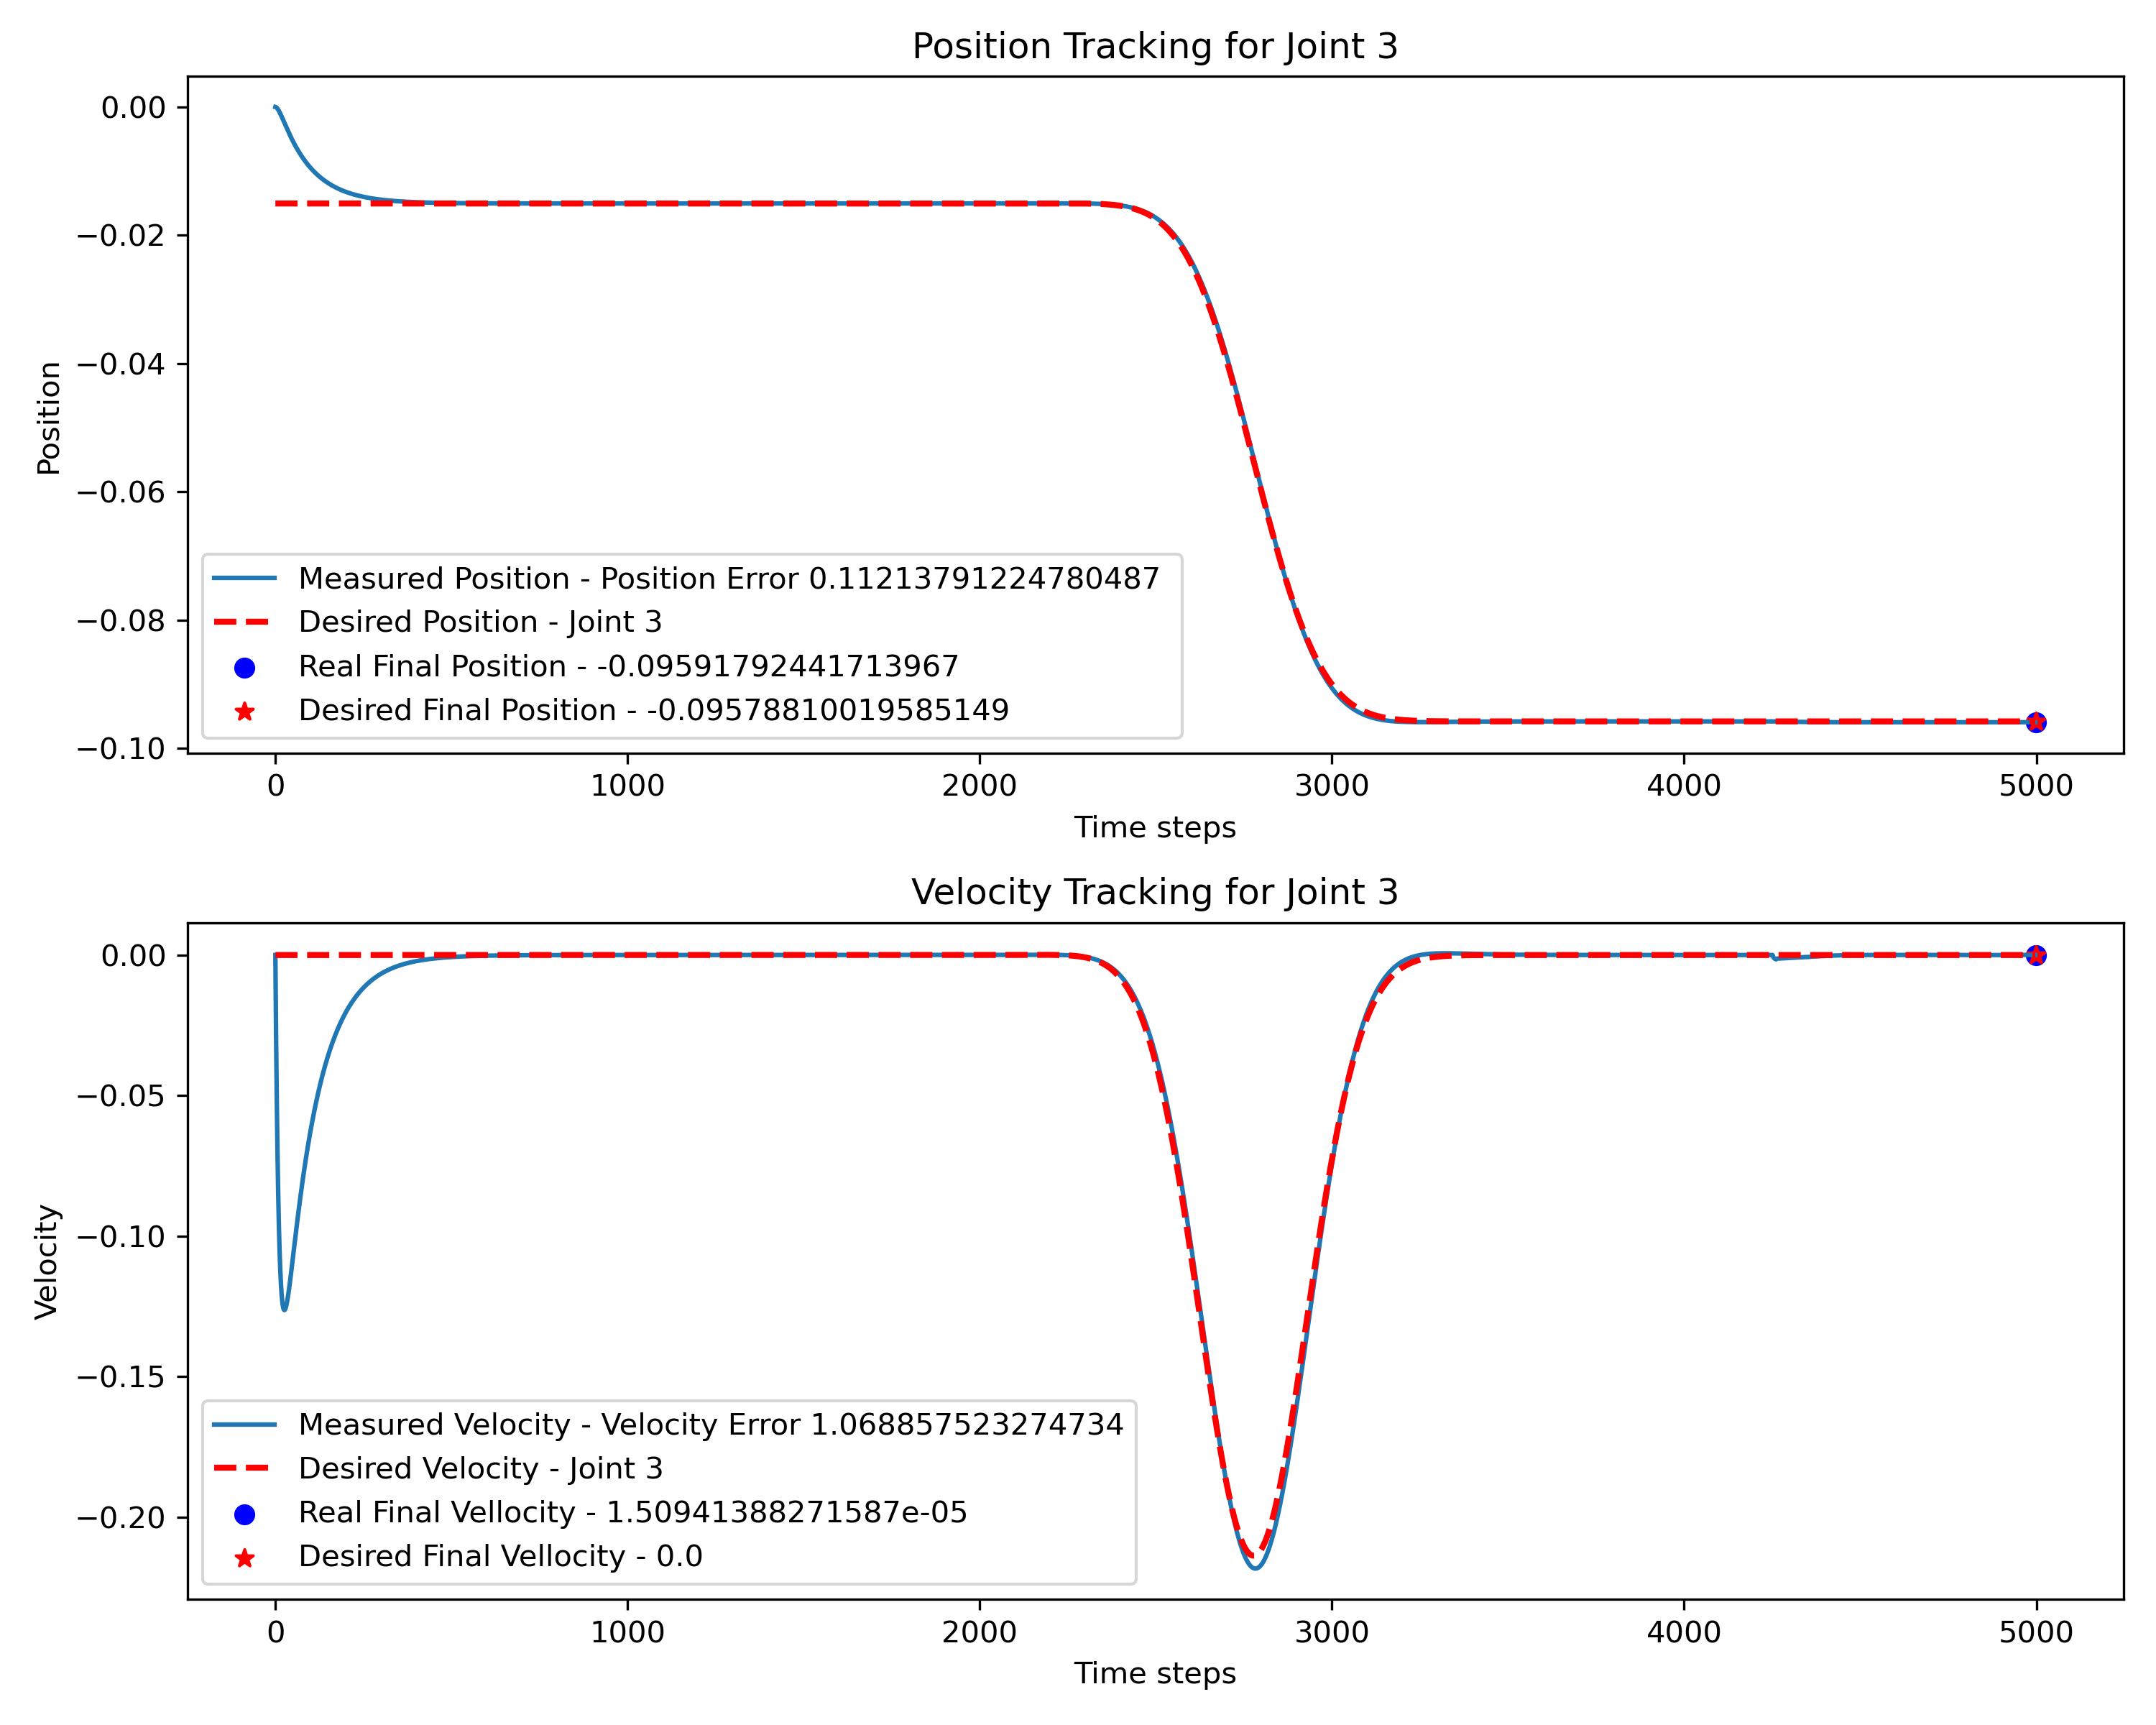 Position Tracking for Joint 3
0.00
−0.02
−0.04
−0.06
−0.08
−0.10
Position
Measured Position - Position Error 0.11213791224780487
Desired Position - Joint 3
Real Final Position - -0.09591792441713967
Desired Final Position - -0.09578810019585149
0 1000 2000 3000 4000 5000
Time steps
Velocity Tracking for Joint 3
0.00
−0.05
−0.10
−0.15
−0.20
Velocity
Measured Velocity - Velocity Error 1.068857523274734
Desired Velocity - Joint 3
Real Final Vellocity - 1.50941388271587e-05
Desired Final Vellocity - 0.0
0 1000 2000 3000 4000 5000
Time steps